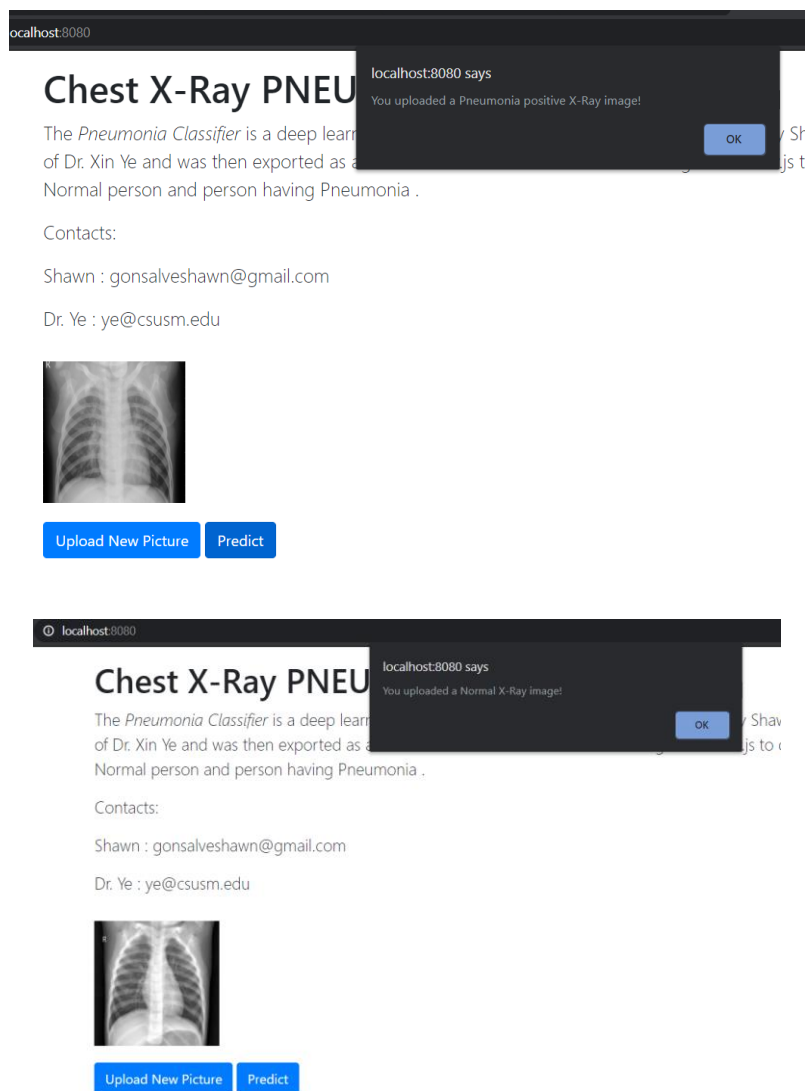 ocalhost:8080
localhost:8080 says
You uploaded a Pneumonia positive X-Ray image!
OK
Chest X-Ray PNEU
The Pneumonia Classifier is a deep lear
of Dr. Xin Ye and was then exported as a .js t
Normal person and person having Pneumonia .
Contacts:
Shawn : gonsalveshawn@gmail.com
Dr. Ye : ye@csusm.edu
R
Upload New Picture Predict
localhost:8080
localhost:8080 says
You uploaded a Normal X-Ray image!
OK
Chest X-Ray PNEU
The Pneumonia Classifier is a deep lear Shaw
of Dr. Xin Ye and was then exported as a js to
Normal person and person having Pneumonia .
Contacts:
Shawn : gonsalveshawn@gmail.com
Dr. Ye : ye@csusm.edu
R
Upload New Picture Predict